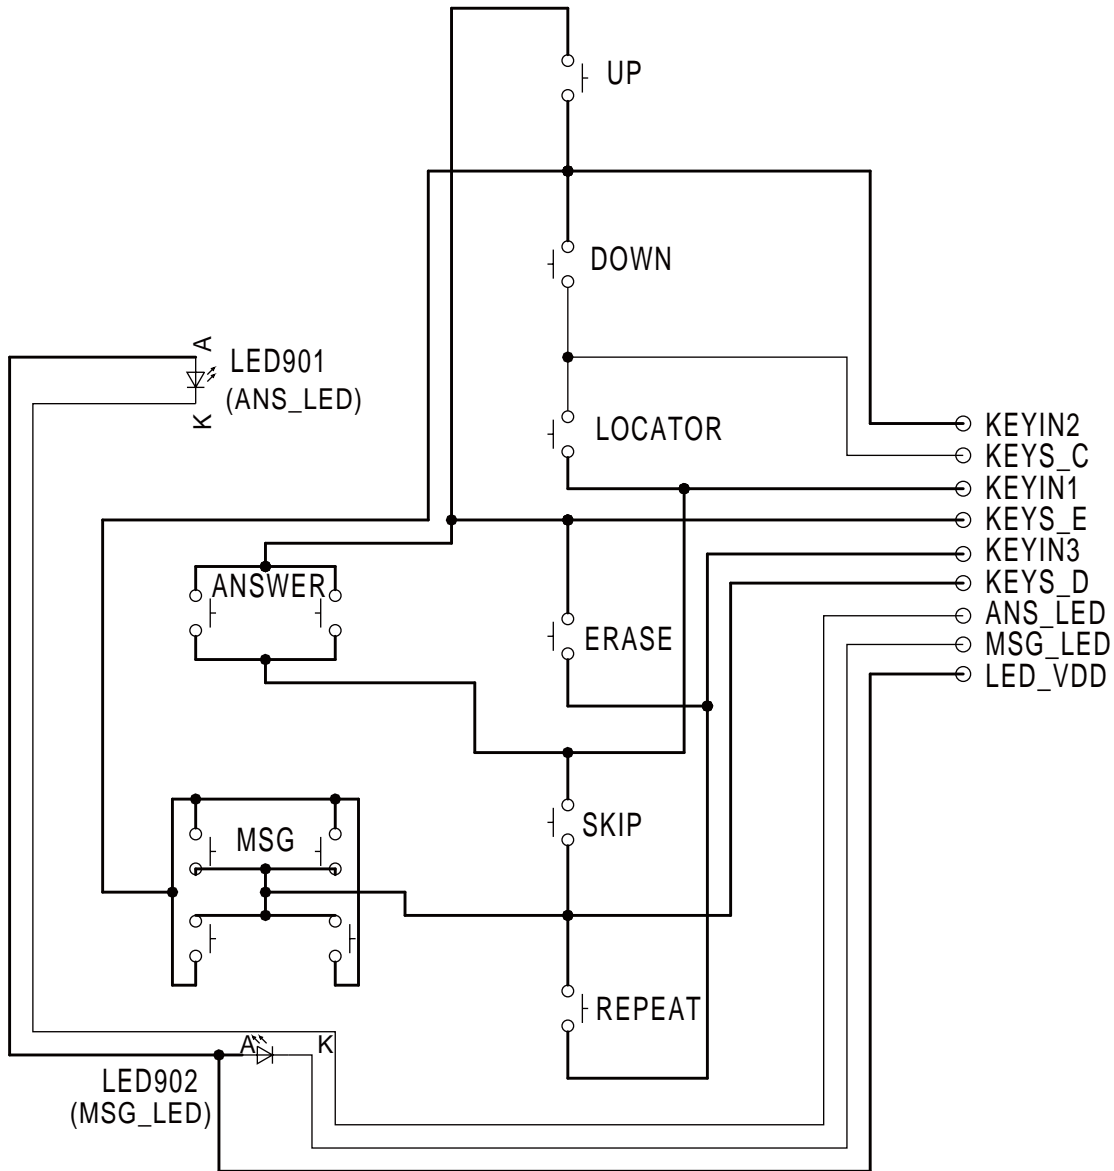 UP
DOWN
A
LED901
(ANS_LED)
K
LOCATOR
KEYIN2
KEYS_C
KEYIN1
KEYS_E
KEYIN3
KEYS_D
ANS_LED
MSG_LED
LED_VDD
ANSWER
ERASE
SKIP
MSG
REPEAT
A
K
LED902
(MSG_LED)